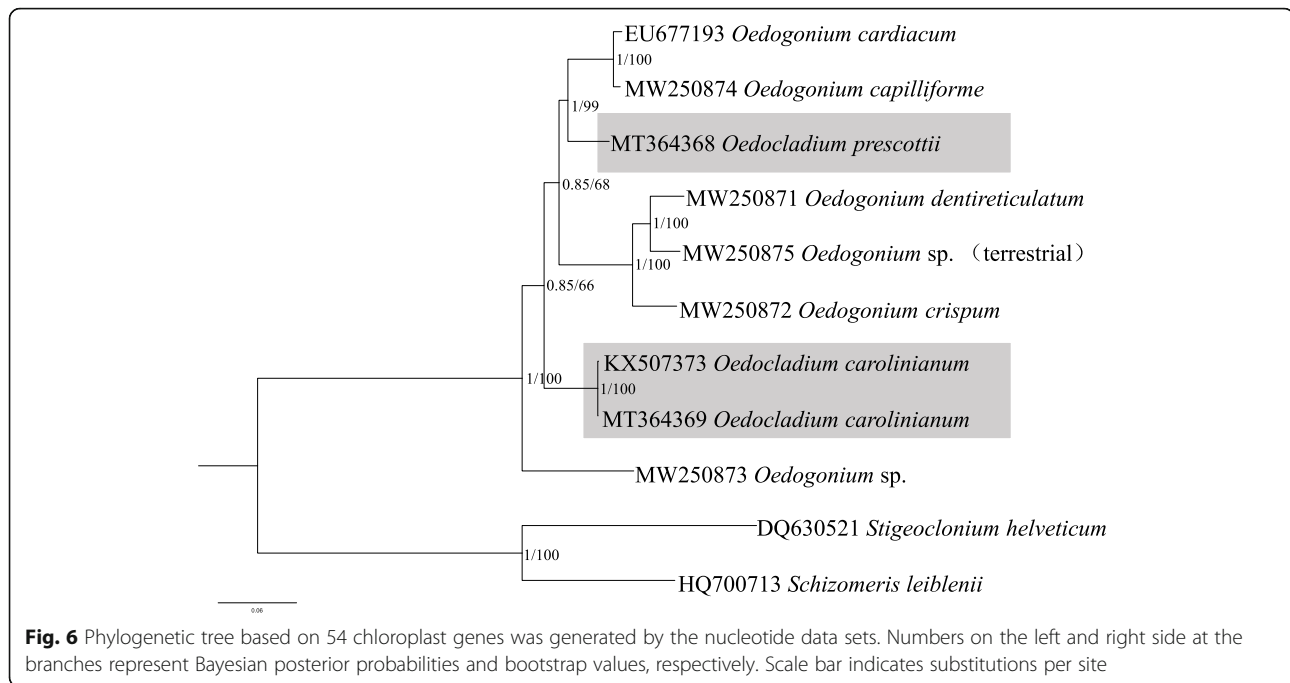 EU677193 Oedogonium cardiacum
1/100
MW250874 Oedogonium capilliforme
1/99
MT364368 Oedocladium prescottii
0.85/68
MW250871 Oedogonium dentireticulatum
1/100
MW250875 Oedogonium sp. （terrestrial）
1/100
0.85/66
MW250872 Oedogonium crispum
KX507373 Oedocladium carolinianum
1/100
1/100
MT364369 Oedocladium carolinianum
MW250873 Oedogonium sp.
DQ630521 Stigeoclonium helveticum
1/100
HQ700713 Schizomeris leiblenii
0.06
Fig. 6 Phylogenetic tree based on 54 chloroplast genes was generated by the nucleotide data sets. Numbers on the left and right side at the
branches represent Bayesian posterior probabilities and bootstrap values, respectively. Scale bar indicates substitutions per site